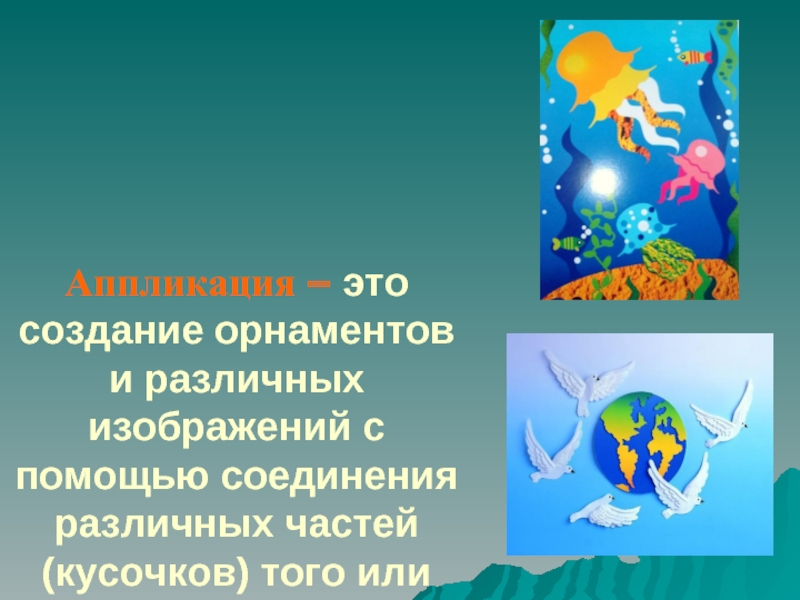 Аппликация – это
создание орнаментов
и различных
изображений с
помощью соединения
различных частей
(кусочков) того или